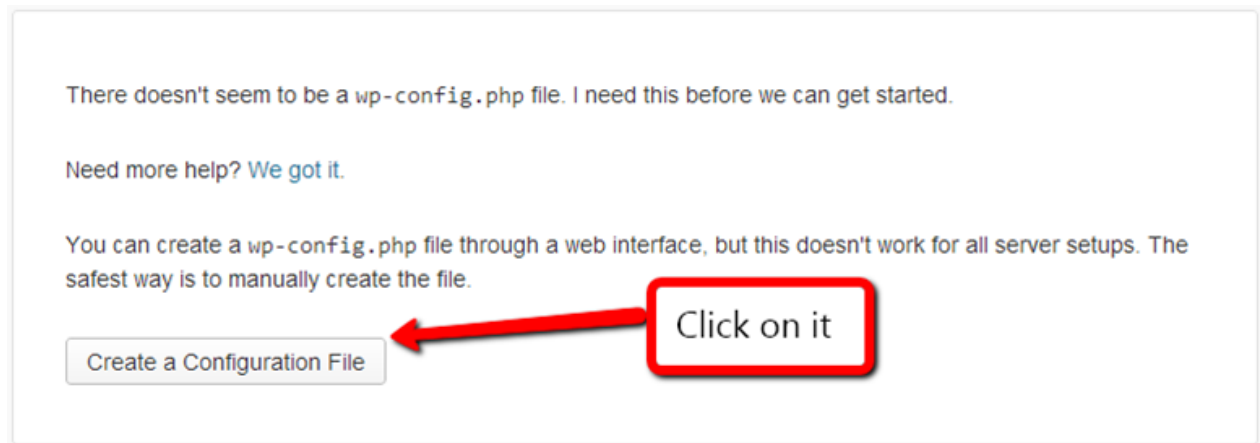 There doesn't seem to be a wp-config.php file. I need this before we can get started.
Need more help? We got it.
You can create a wp-config.php file through a web interface, but this doesn't work for all server setups. The
safest way is to manually create the file.
Click on it
Create a Configuration File